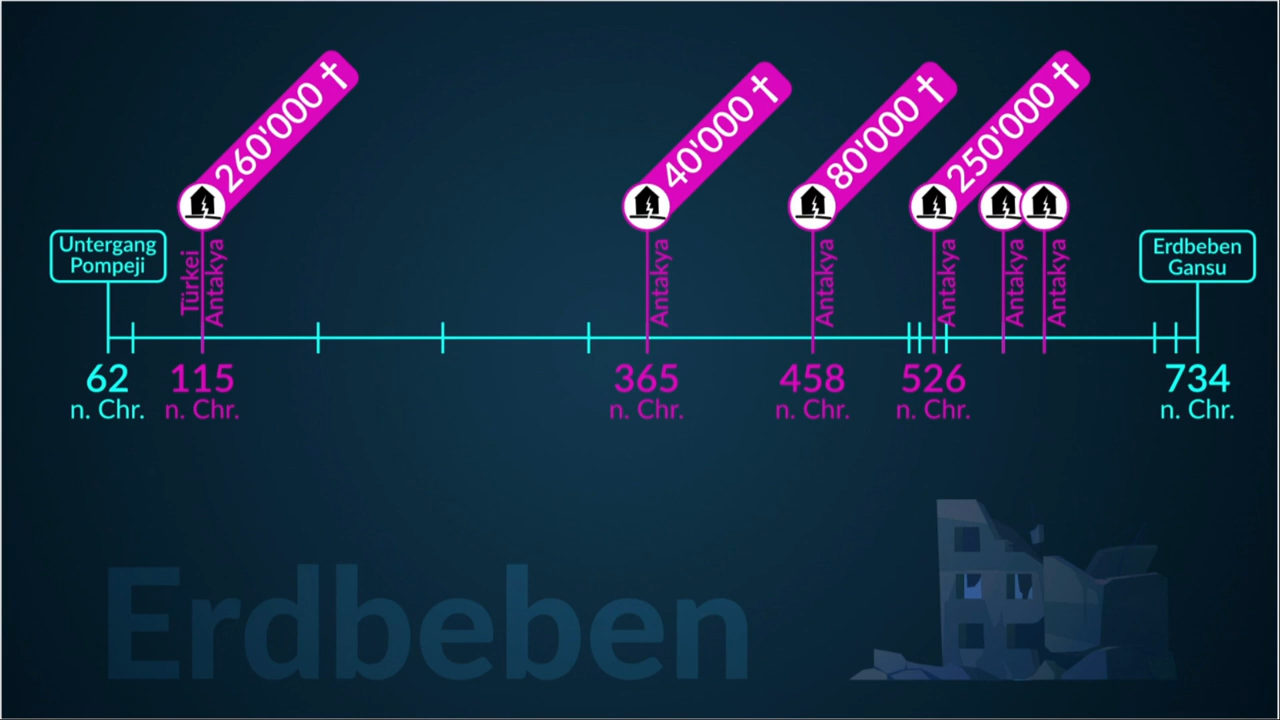 260'000 †
40'000 †
80'000 †
250'000 †
Untergang
Pompeji
Türkei
Antakya
Antakya
Antakya
Antakya
Antakya
Antakya
Erdbeben
Gansu
62
n. Chr.
115
n. Chr.
365
n. Chr.
458
n. Chr.
526
n. Chr.
734
n. Chr.
Erdbeben